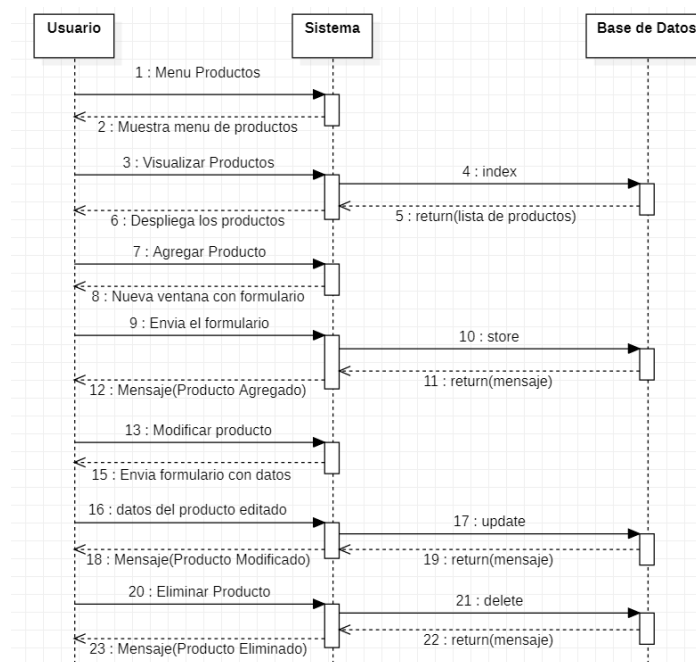 Usuario
Sistema
Base de Datos
1 : Menu Productos
2 : Muestra menu de productos
3 : Visualizar Productos
4 : index
5 : return(lista de productos)
6 : Despliega los productos
7 : Agregar Producto
8 : Nueva ventana con formulario
9 : Envia el formulario
10 : store
11 : return(mensaje)
12 : Mensaje(Producto Agregado)
13 : Modificar producto
15 : Envia formulario con datos
16 : datos del producto editado
17 : update
18 : Mensaje(Producto Modificado)
19 : return(mensaje)
20 : Eliminar Producto
21 : delete
22 : return(mensaje)
23 : Mensaje(Producto Eliminado)